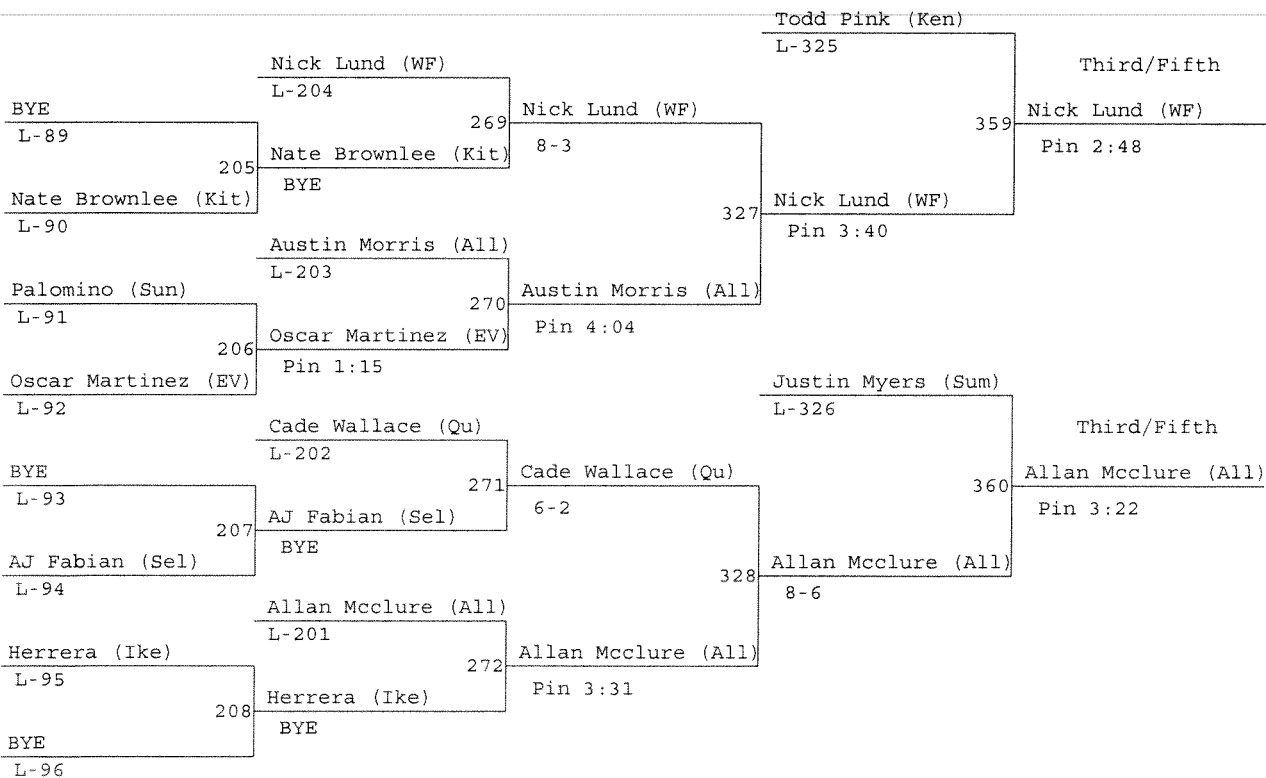 Todd Pink (Ken)
L-325
Nick Lund (WF)
L-204
Third/Fifth
BYE
L-89
269
Nick Lund (WF)
8-3
359
Nick Lund (WF)
Pin 2:48
205
Nate Brownlee (Kit)
BYE
Nate Brownlee (Kit)
L-90
327
Nick Lund (WF)
Pin 3:40
Austin Morris (All)
L-203
Palomino (Sun)
L-91
270
Austin Morris (All)
Pin 4:04
206
Oscar Martinez (EV)
Pin 1:15
Oscar Martinez (EV)
L-92
Justin Myers (Sum)
L-326
Cade Wallace (Qu)
L-202
Third/Fifth
BYE
L-93
271
Cade Wallace (Qu)
6-2
360
Allan Mcclure (All)
Pin 3:22
207
AJ Fabian (Sel)
BYE
AJ Fabian (Sel)
L-94
328
Allan Mcclure (All)
8-6
Allan Mcclure (All)
L-201
Herrera (Ike)
L-95
272
Allan Mcclure (All)
Pin 3:31
208
Herrera (Ike)
BYE
BYE
L-96